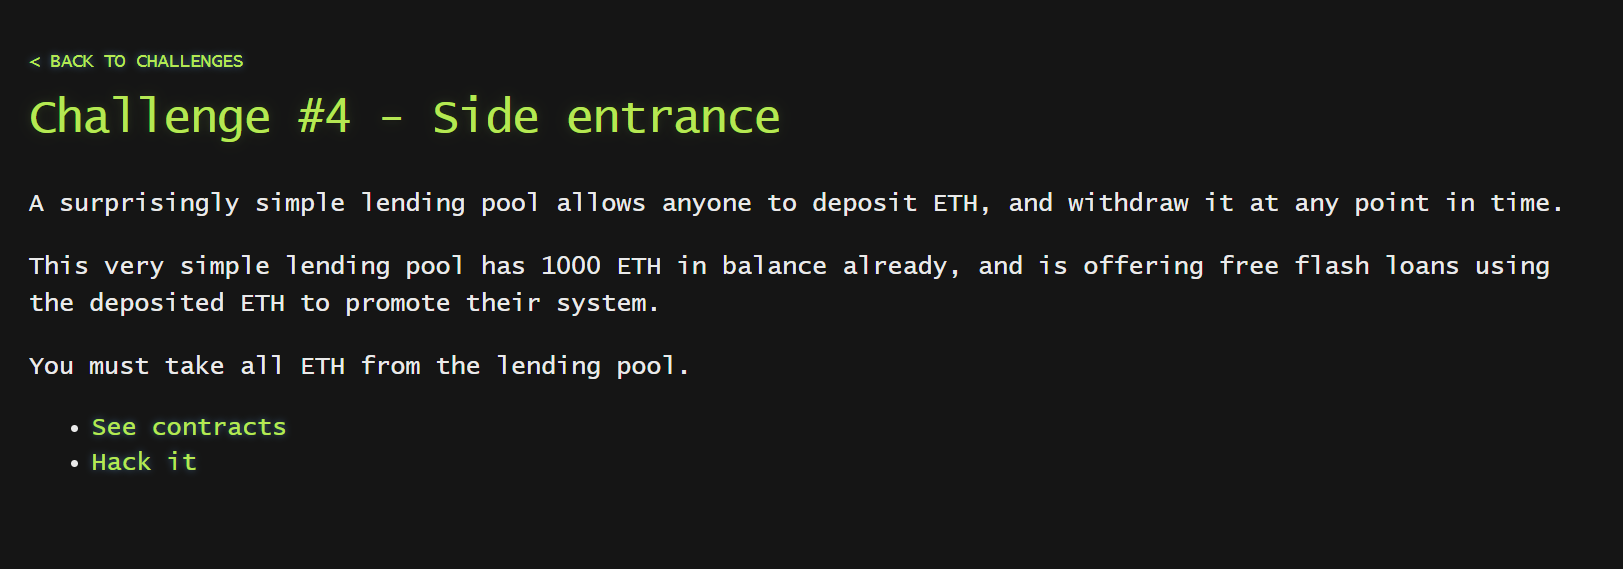 < BACK TO CHALLENGES
Challenge #4 - Side entrance
A surprisingly simple lending pool allows anyone to deposit ETH, and withdraw it at any point in time.
This very simple lending pool has 1000 ETH in balance already, and is offering free flash loans using
the deposited ETH to promote their system.
You must take all ETH from the lending pool.
• See contracts
• Hack it